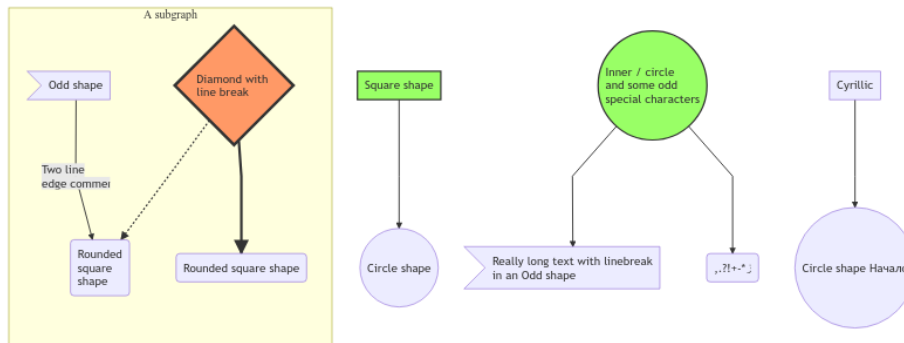 A subgraph
Odd shape
Diamond with
line break
Two line
edge commen
Rounded
square
shape
Rounded square shape
Square shape
Circle shape
Inner / circle
and some odd
special characters
Really long text with linebreak
in an Odd shape
,.?!+-*
Cyrillic
Circle shape Начало